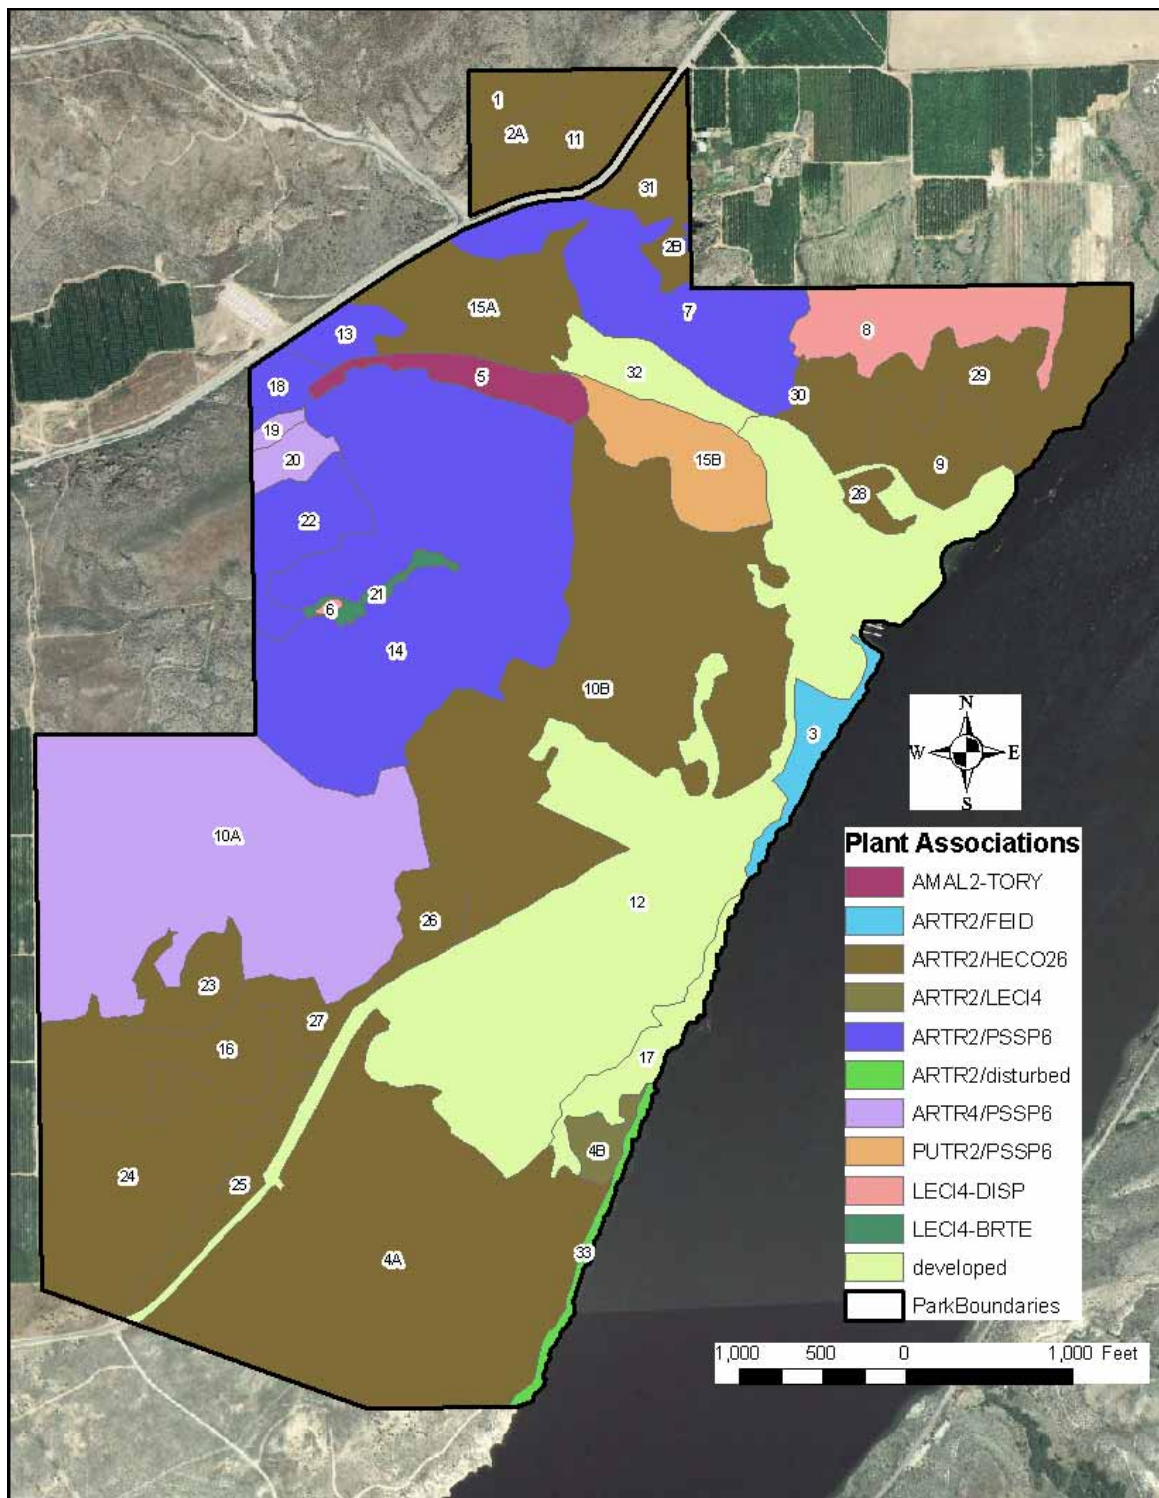 1
2A
11
31
2B
15A
7
13
8
5
32
18
29
30
19
20
15B
9
28
22
21
6
14
10B
3
N
W
E
S
10A
12
26
23
27
16
17
4B
24
25
33
4A
Plant Associations
AMAL2-TORY
ARTR2/FEID
ARTR2/HECO26
ARTR2/LECI4
ARTR2/PSSP6
ARTR2/disturbed
ARTR4/PSSP6
PUTR2/PSSP6
LECI4-DISP
LECI4-BRTE
developed
ParkBoundaries
1,000 500 0 1,000 Feet